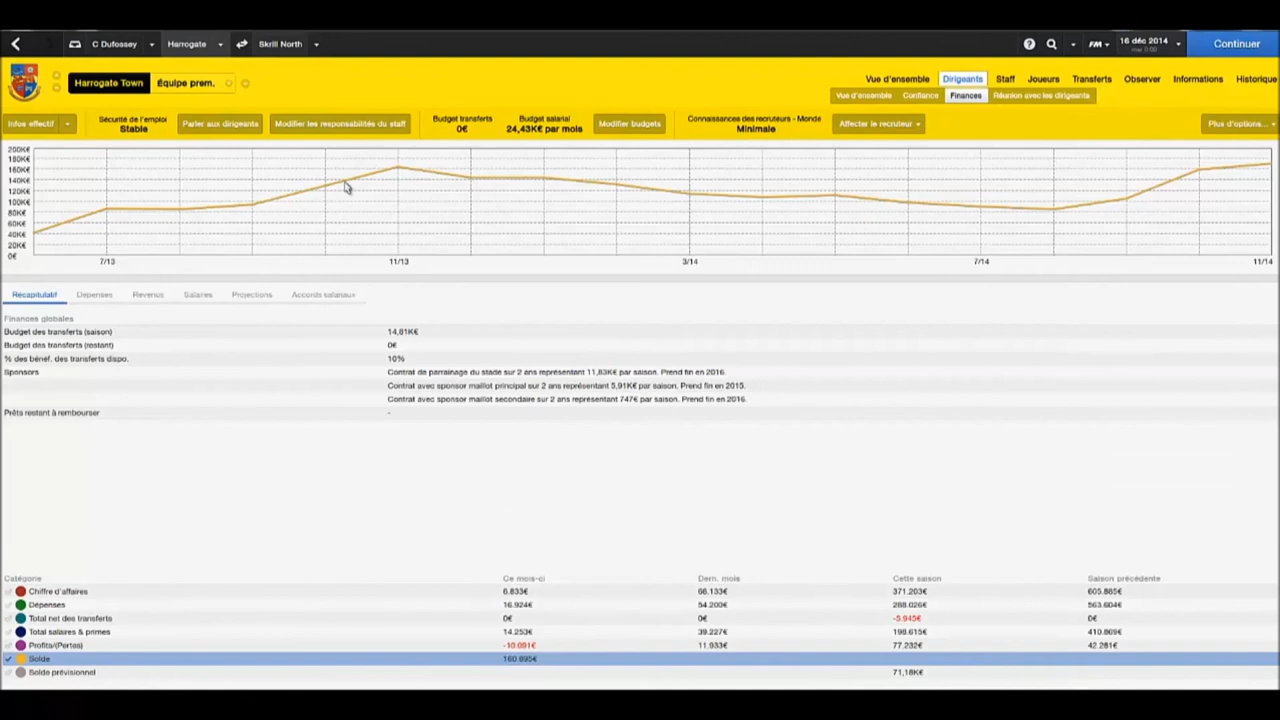 C Dufossey Harrogate Skrill North FM 16 déc 2014 Continuer
Harrogate Town Équipe prem. Vue d'ensemble Dirigeants Staff Joueurs Transferts Observer Informations Historique
Vue d'ensemble Confiance Finances Réunion avec les dirigeants
Infos effectif Sécurité de l'emploi Stable Parler aux dirigeants Modifier les responsabilités du staff Budget transferts 0€ Budget salarial 24,43K€ par mois Modifier budgets Connaissances des recruteurs - Monde Minimale Affecter le recruteur Plus d'options...
200K€
180K€
160K€
140K€
120K€
100K€
80K€
60K€
40K€
20K€
0€
7/13 11/13 3/14 7/14 11/14
Récapitulatif Dépenses Revenus Salaires Projections Accords salariaux
Finances globales
Budget des transferts (saison) 14,81K€
Budget des transferts (restant) 0€
% des bénéf. des transferts dispo. 10%
Sponsors Contrat de parrainage du stade sur 2 ans représentant 11,83K€ par saison. Prend fin en 2016.
Contrat avec sponsor maillot principal sur 2 ans représentant 5,91K€ par saison. Prend fin en 2015.
Contrat avec sponsor maillot secondaire sur 2 ans représentant 747€ par saison. Prend fin en 2016.
Prêts restant à rembourser -
Catégorie Ce mois-ci Dern. mois Cette saison Saison précédente
Chiffre d'affaires 6.833€ 66.133€ 371.203€ 605.885€
Dépenses 16.924€ 54.200€ 288.026€ 563.604€
Total net des transferts 0€ 0€ -5.945€ 0€
Total salaires & primes 14.253€ 39.227€ 198.615€ 410.869€
Profits/(Pertes) -10.091€ 11.933€ 77.232€ 42.281€
Solde 160.895€
Solde prévisionnel 71,18K€